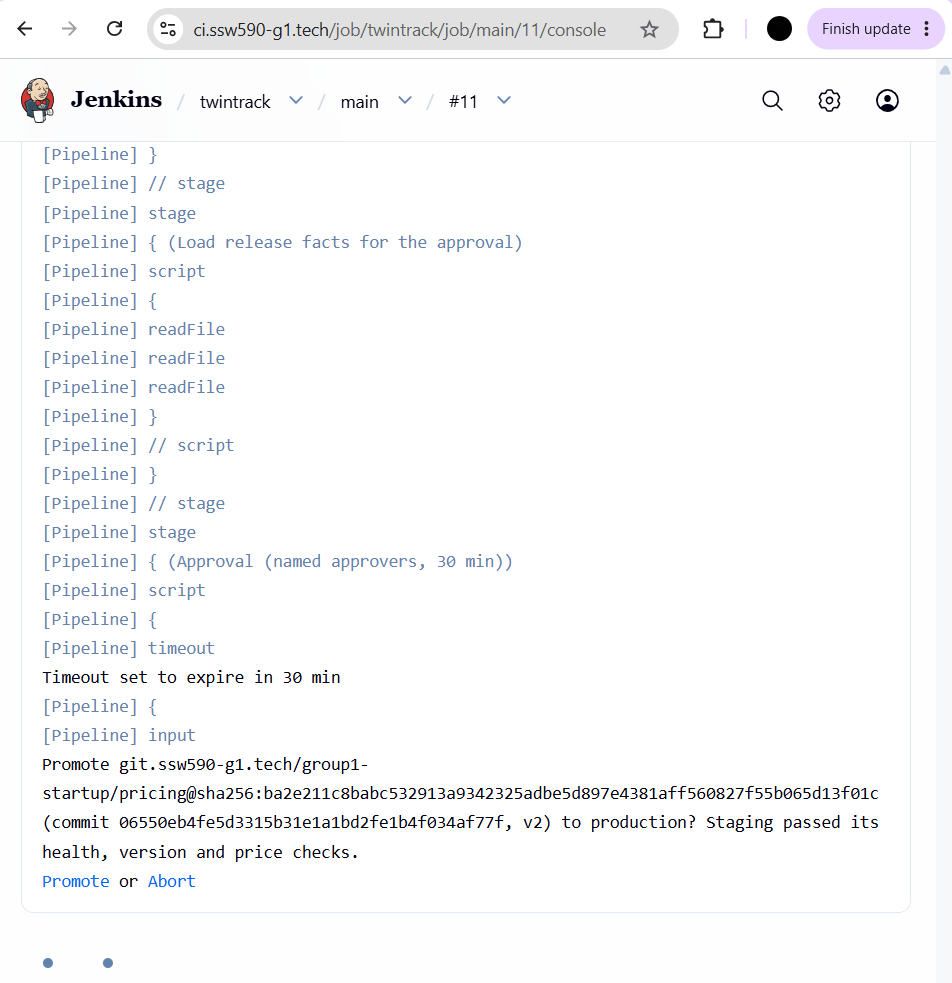 ci.ssw590-g1.tech/job/twintrack/job/main/11/console
Finish update
Jenkins / twintrack / main / #11
[Pipeline] }
[Pipeline] // stage
[Pipeline] stage
[Pipeline] { (Load release facts for the approval)
[Pipeline] script
[Pipeline] {
[Pipeline] readFile
[Pipeline] readFile
[Pipeline] readFile
[Pipeline] }
[Pipeline] // script
[Pipeline] }
[Pipeline] // stage
[Pipeline] stage
[Pipeline] { (Approval (named approvers, 30 min))
[Pipeline] script
[Pipeline] {
[Pipeline] timeout
Timeout set to expire in 30 min
[Pipeline] {
[Pipeline] input
Promote git.ssw590-g1.tech/group1-
startup/pricing@sha256:ba2e211c8babc532913a9342325adbe5d897e4381aff560827f55b065d13f01c
(commit 06550eb4fe5d3315b31e1a1bd2fe1b4f034af77f, v2) to production? Staging passed its
health, version and price checks.
Promote or Abort